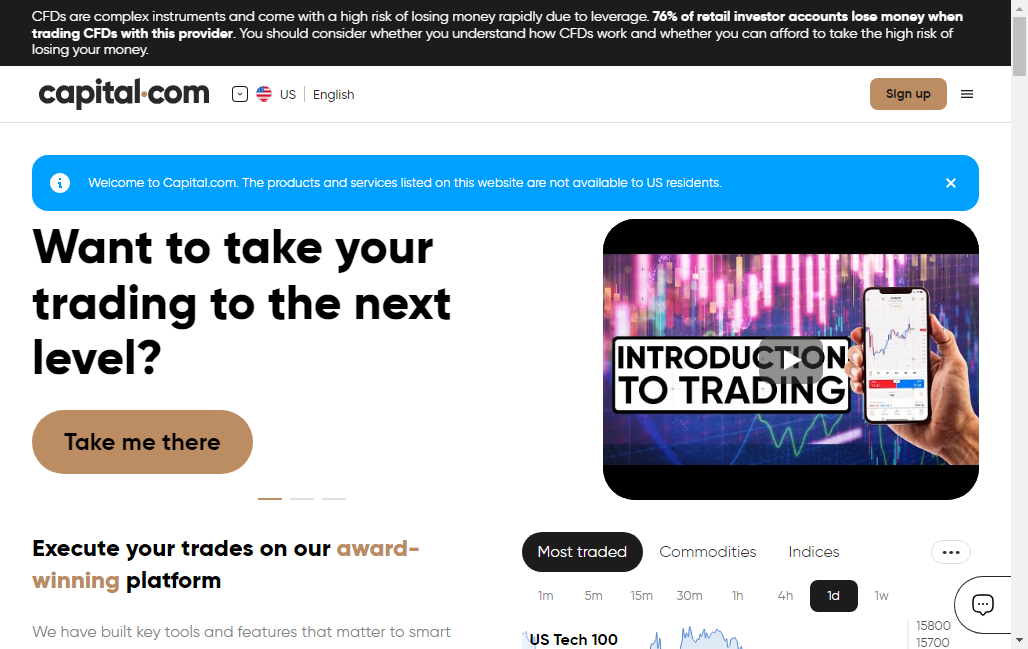 CFDs are complex instruments and come with a high risk of losing money rapidly due to leverage. 76% of retail investor accounts lose money when
trading CFDs with this provider. You should consider whether you understand how CFDs work and whether you can afford to take the high risk of
losing your money.
capital.com
US
English
Sign up
Welcome to Capital.com. The products and services listed on this website are not available to US residents.
Want to take your
trading to the next
level?
Take me there
INTRODUCTION
TO TRADING
Execute your trades on our award-
winning platform
We have built key tools and features that matter to smart
Most traded
Commodities
Indices
1m
5m
15m
30m
1h
4h
1d
1w
US Tech 100
15800
15700